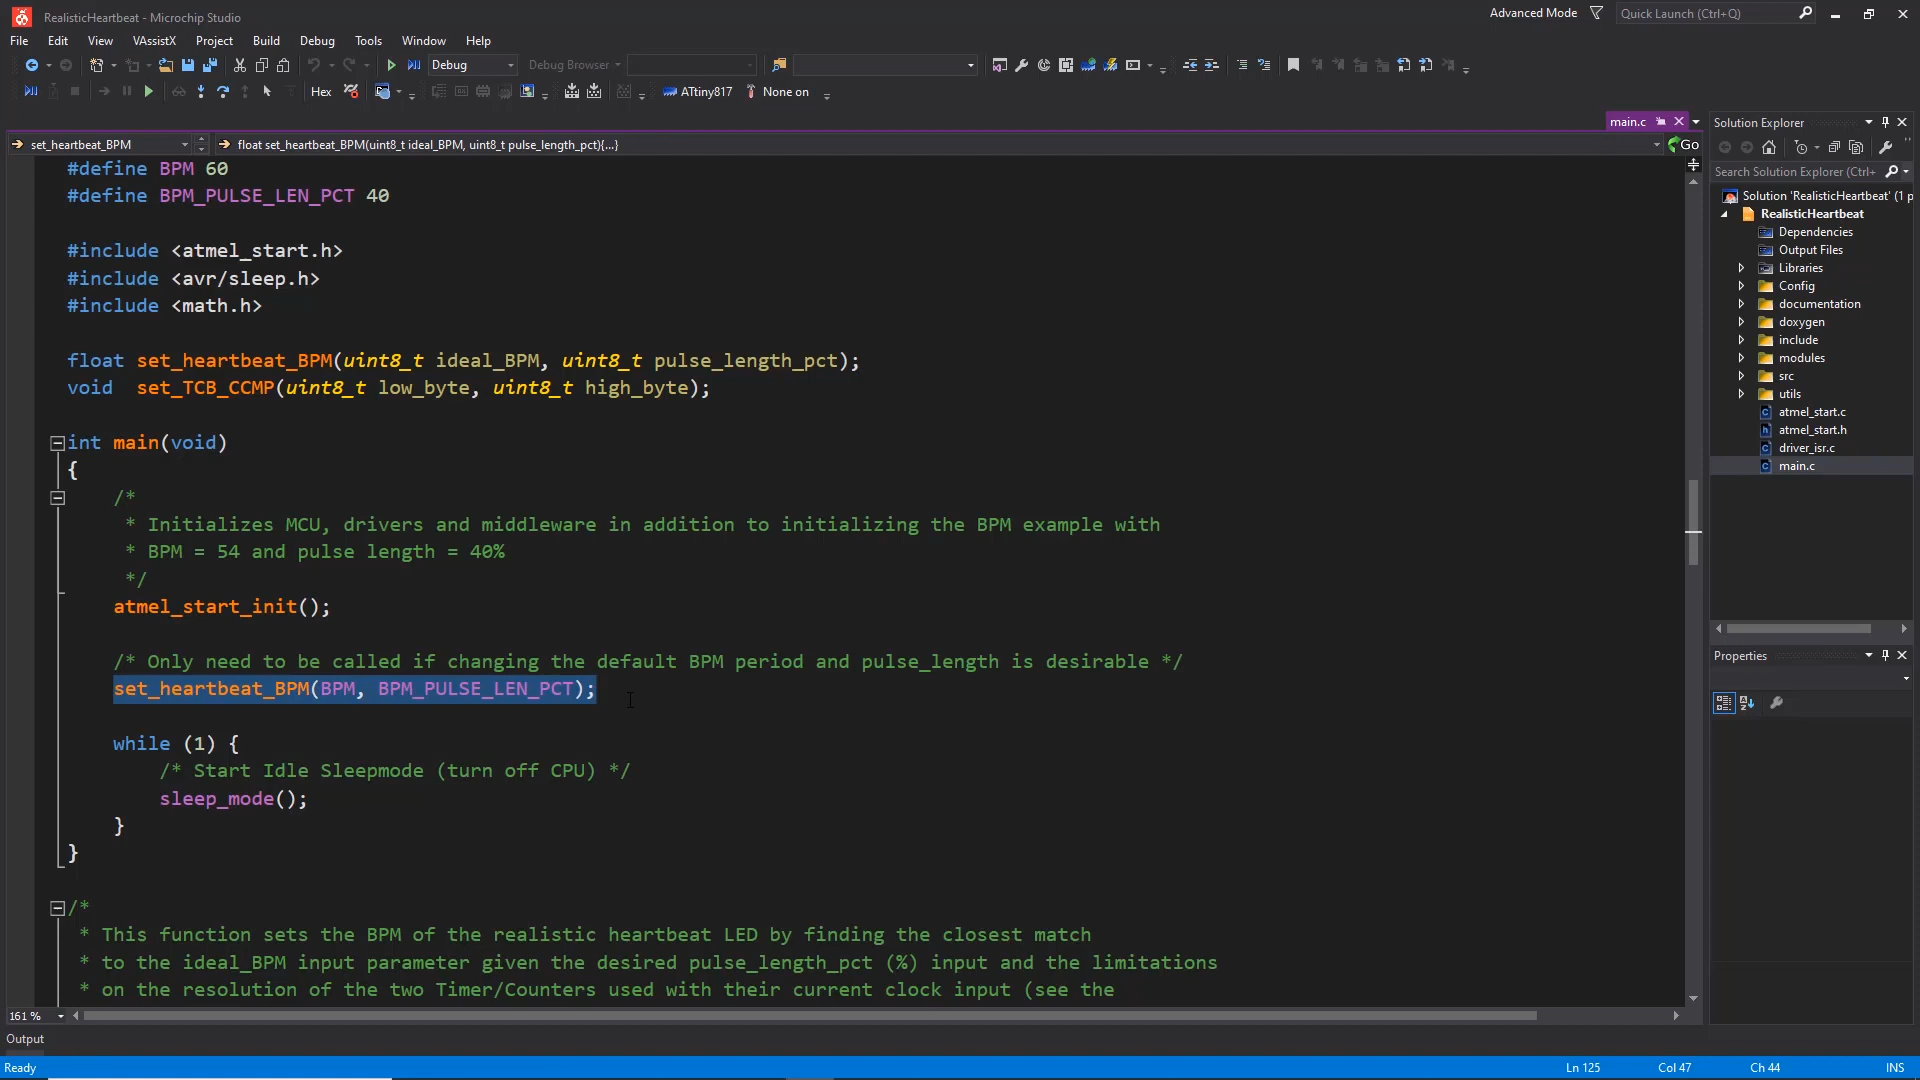 RealisticHeartbeat - Microchip Studio
Advanced Mode
Quick Launch (Ctrl+Q)
File Edit View VAssistX Project Build Debug Tools Window Help
Debug
Debug Browser
Hex
ATtiny817
None on
main.c
set_heartbeat_BPM
float set_heartbeat_BPM(uint8_t ideal_BPM, uint8_t pulse_length_pct){...}
Go
#define BPM 60
#define BPM_PULSE_LEN_PCT 40
#include <atmel_start.h>
#include <avr/sleep.h>
#include <math.h>
float set_heartbeat_BPM(uint8_t ideal_BPM, uint8_t pulse_length_pct);
void  set_TCB_CCMP(uint8_t low_byte, uint8_t high_byte);
int main(void)
{
/*
* Initializes MCU, drivers and middleware in addition to initializing the BPM example with
* BPM = 54 and pulse length = 40%
*/
atmel_start_init();
/* Only need to be called if changing the default BPM period and pulse_length is desirable */
set_heartbeat_BPM(BPM, BPM_PULSE_LEN_PCT);
while (1) {
/* Start Idle Sleepmode (turn off CPU) */
sleep_mode();
}
}
/*
* This function sets the BPM of the realistic heartbeat LED by finding the closest match
* to the ideal_BPM input parameter given the desired pulse_length_pct (%) input and the limitations
* on the resolution of the two Timer/Counters used with their current clock input (see the
161 %
Solution Explorer
Search Solution Explorer (Ctrl+
Solution 'RealisticHeartbeat' (1 p
RealisticHeartbeat
Dependencies
Output Files
Libraries
Config
documentation
doxygen
include
modules
src
utils
atmel_start.c
atmel_start.h
driver_isr.c
main.c
Properties
Output
Ready
Ln 125
Col 47
Ch 44
INS